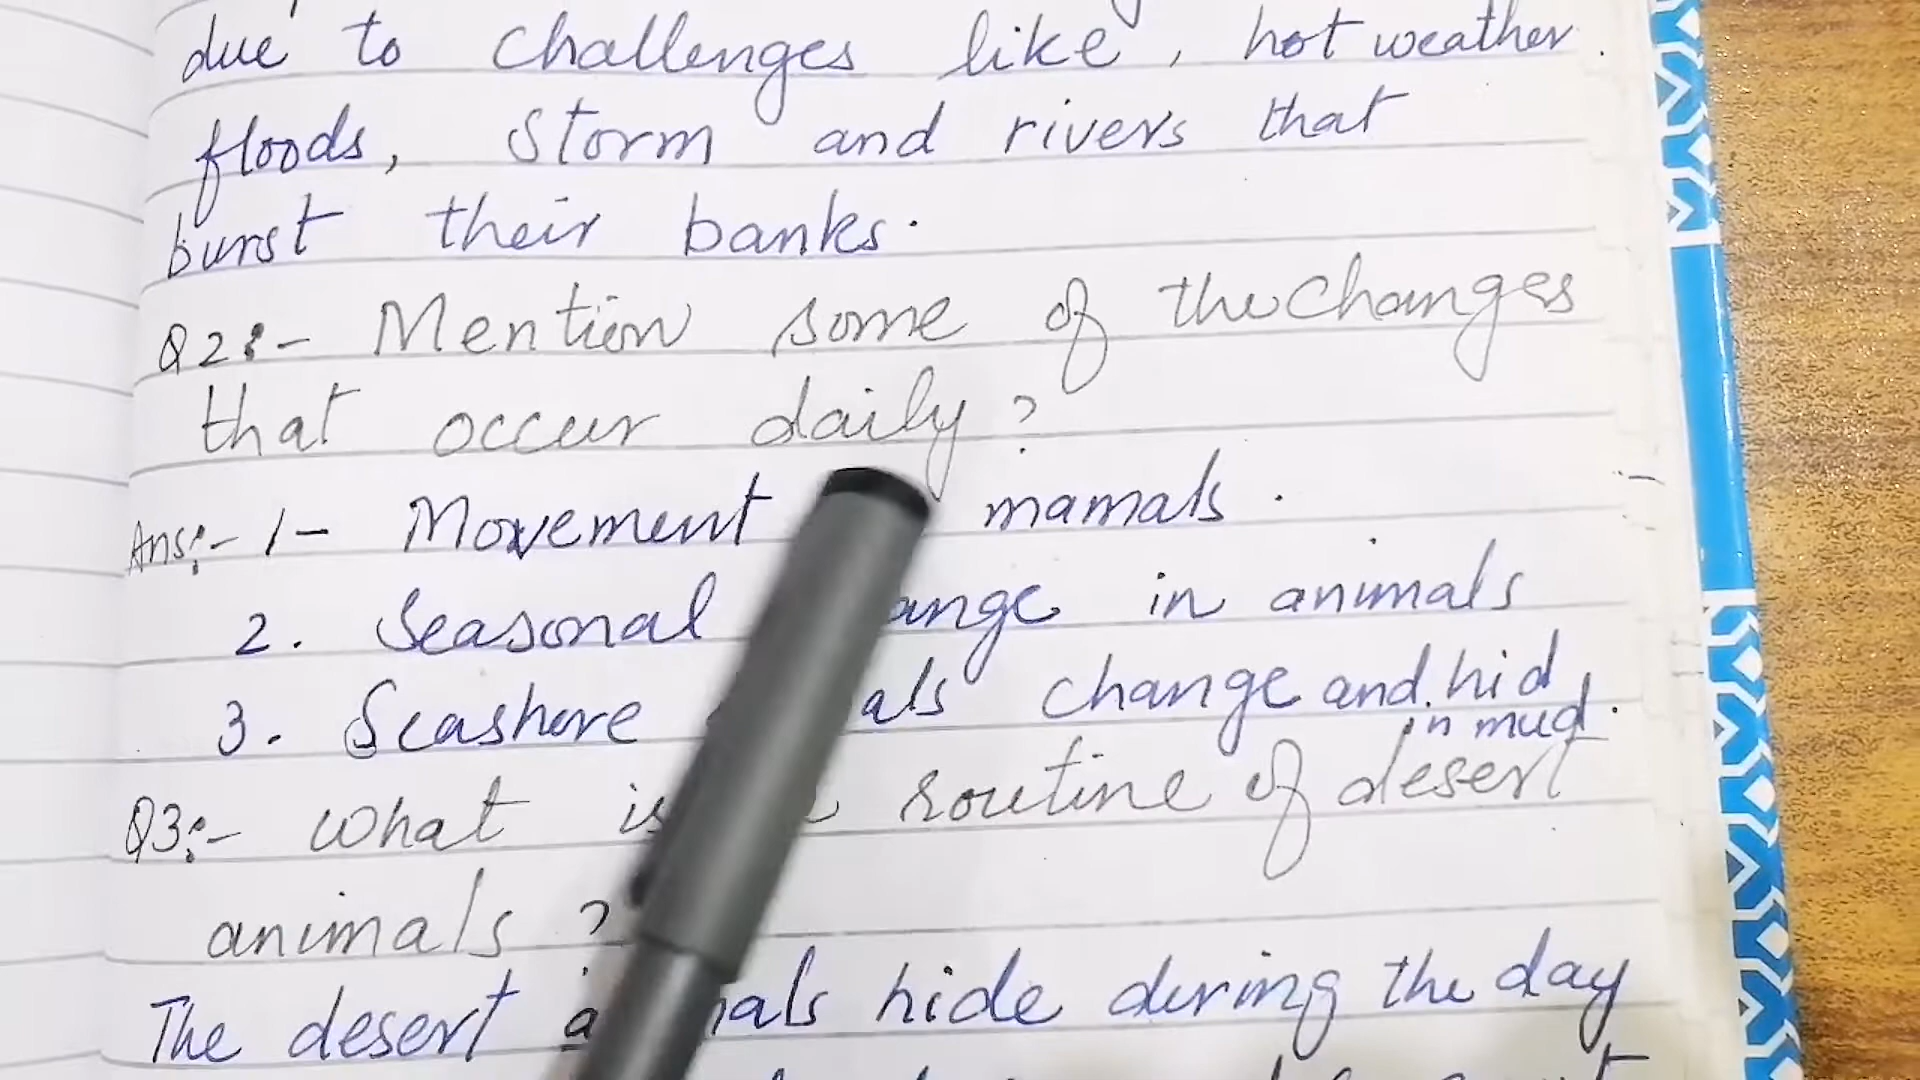 due to challenges like, hot weather.
floods, storm and rivers that
burst their banks.
Q2:- Mention some of the changes
that occur daily?
Ans:- 1- Movement mamals.
2. Seasonal ange in animals
3. Seashore als change and hid
in mud.
Q3:- What is routine of desert
animals?
The desert a als hide during the day